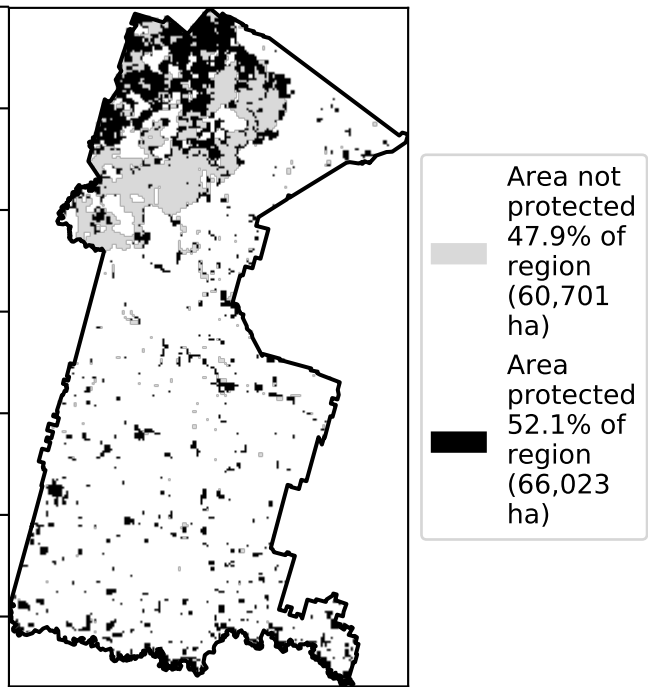 Area not
protected
47.9% of
region
(60,701
ha)
Area
protected
52.1% of
region
(66,023
ha)